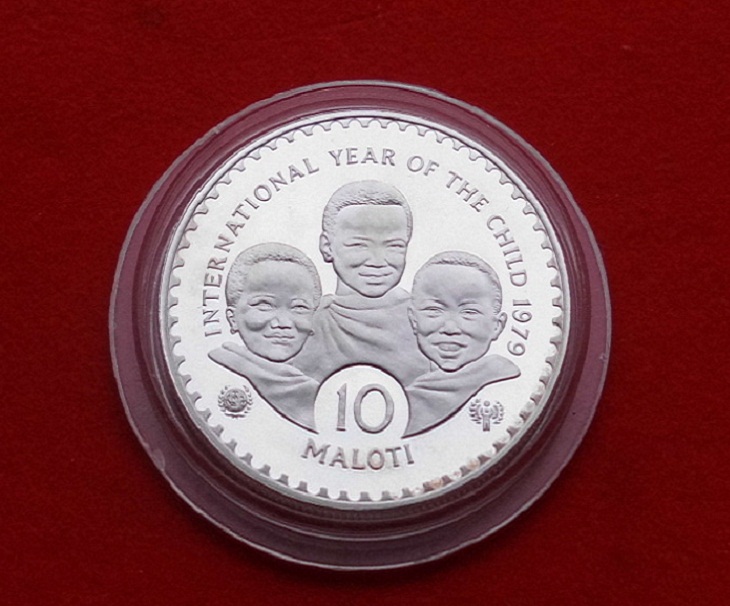 INTERNATIONAL YEAR OF THE CHILD 1979
10
MALOTI